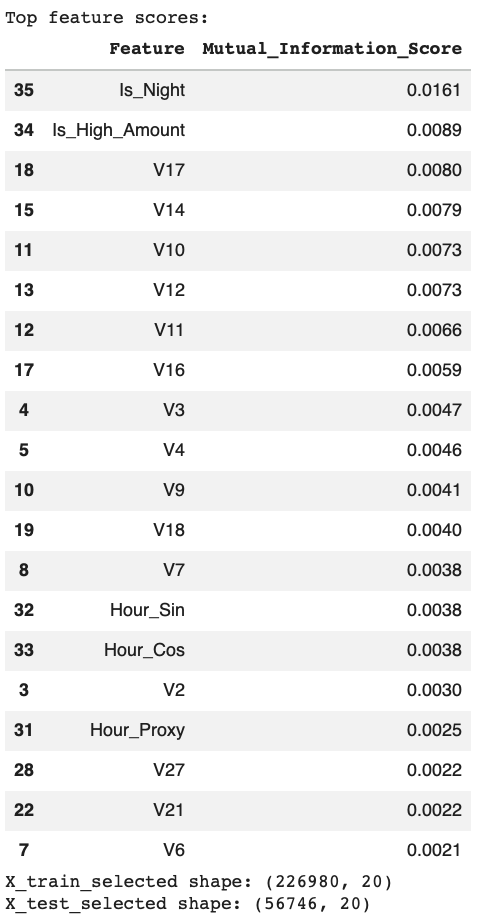 Top feature scores:
Feature Mutual_Information_Score
35 Is_Night 0.0161
34 Is_High_Amount 0.0089
18 V17 0.0080
15 V14 0.0079
11 V10 0.0073
13 V12 0.0073
12 V11 0.0066
17 V16 0.0059
4 V3 0.0047
5 V4 0.0046
10 V9 0.0041
19 V18 0.0040
8 V7 0.0038
32 Hour_Sin 0.0038
33 Hour_Cos 0.0038
3 V2 0.0030
31 Hour_Proxy 0.0025
28 V27 0.0022
22 V21 0.0022
7 V6 0.0021
X_train_selected shape: (226980, 20)
X_test_selected shape: (56746, 20)